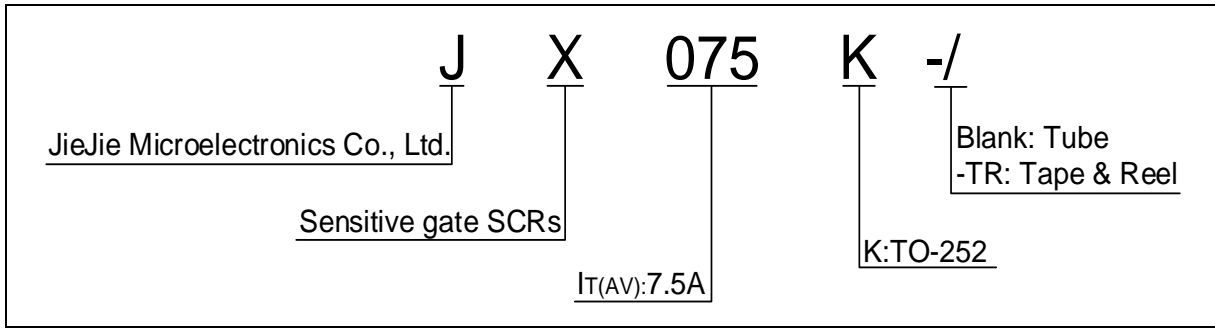 J X 075 K -/
JieJie Microelectronics Co., Ltd.
Blank: Tube
-TR: Tape & Reel
Sensitive gate SCRs
K:TO-252
IT(AV):7.5A